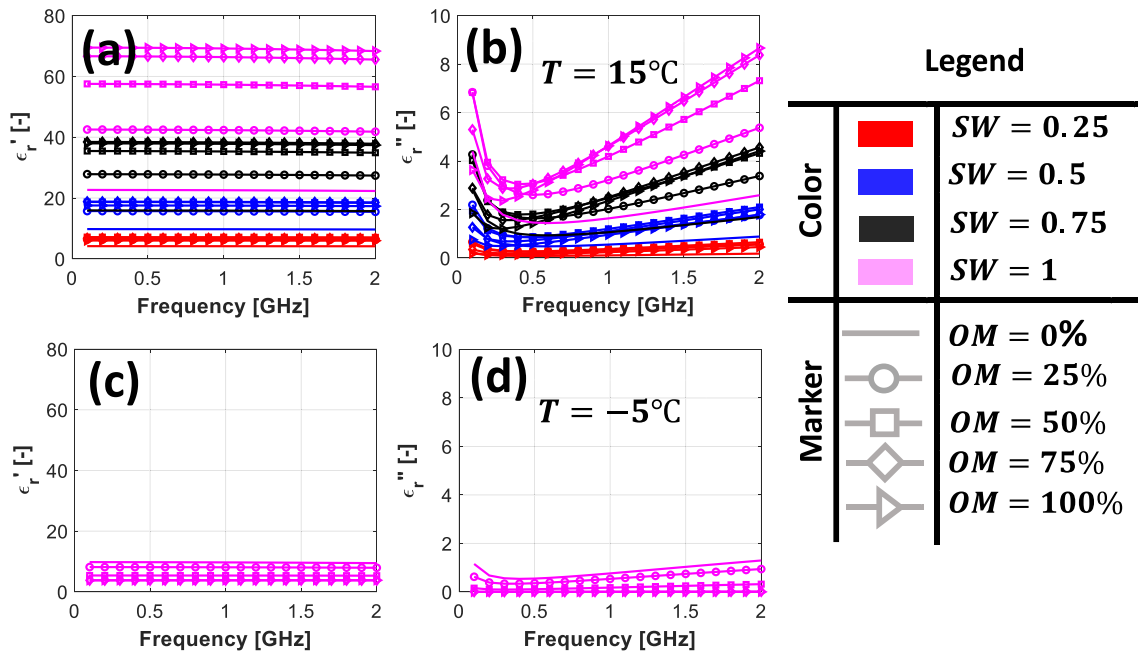 (a)
80
60
40
20
0
ϵr' [-]
0
0.5
1
1.5
2
Frequency [GHz]
(b)
T = 15℃
10
8
6
4
2
0
ϵr'' [-]
0
0.5
1
1.5
2
Frequency [GHz]
(c)
80
60
40
20
0
ϵr' [-]
0
0.5
1
1.5
2
Frequency [GHz]
(d)
T = −5℃
10
8
6
4
2
0
ϵr'' [-]
0
0.5
1
1.5
2
Frequency [GHz]
Legend
Color
SW = 0.25
SW = 0.5
SW = 0.75
SW = 1
Marker
OM = 0%
OM = 25%
OM = 50%
OM = 75%
OM = 100%